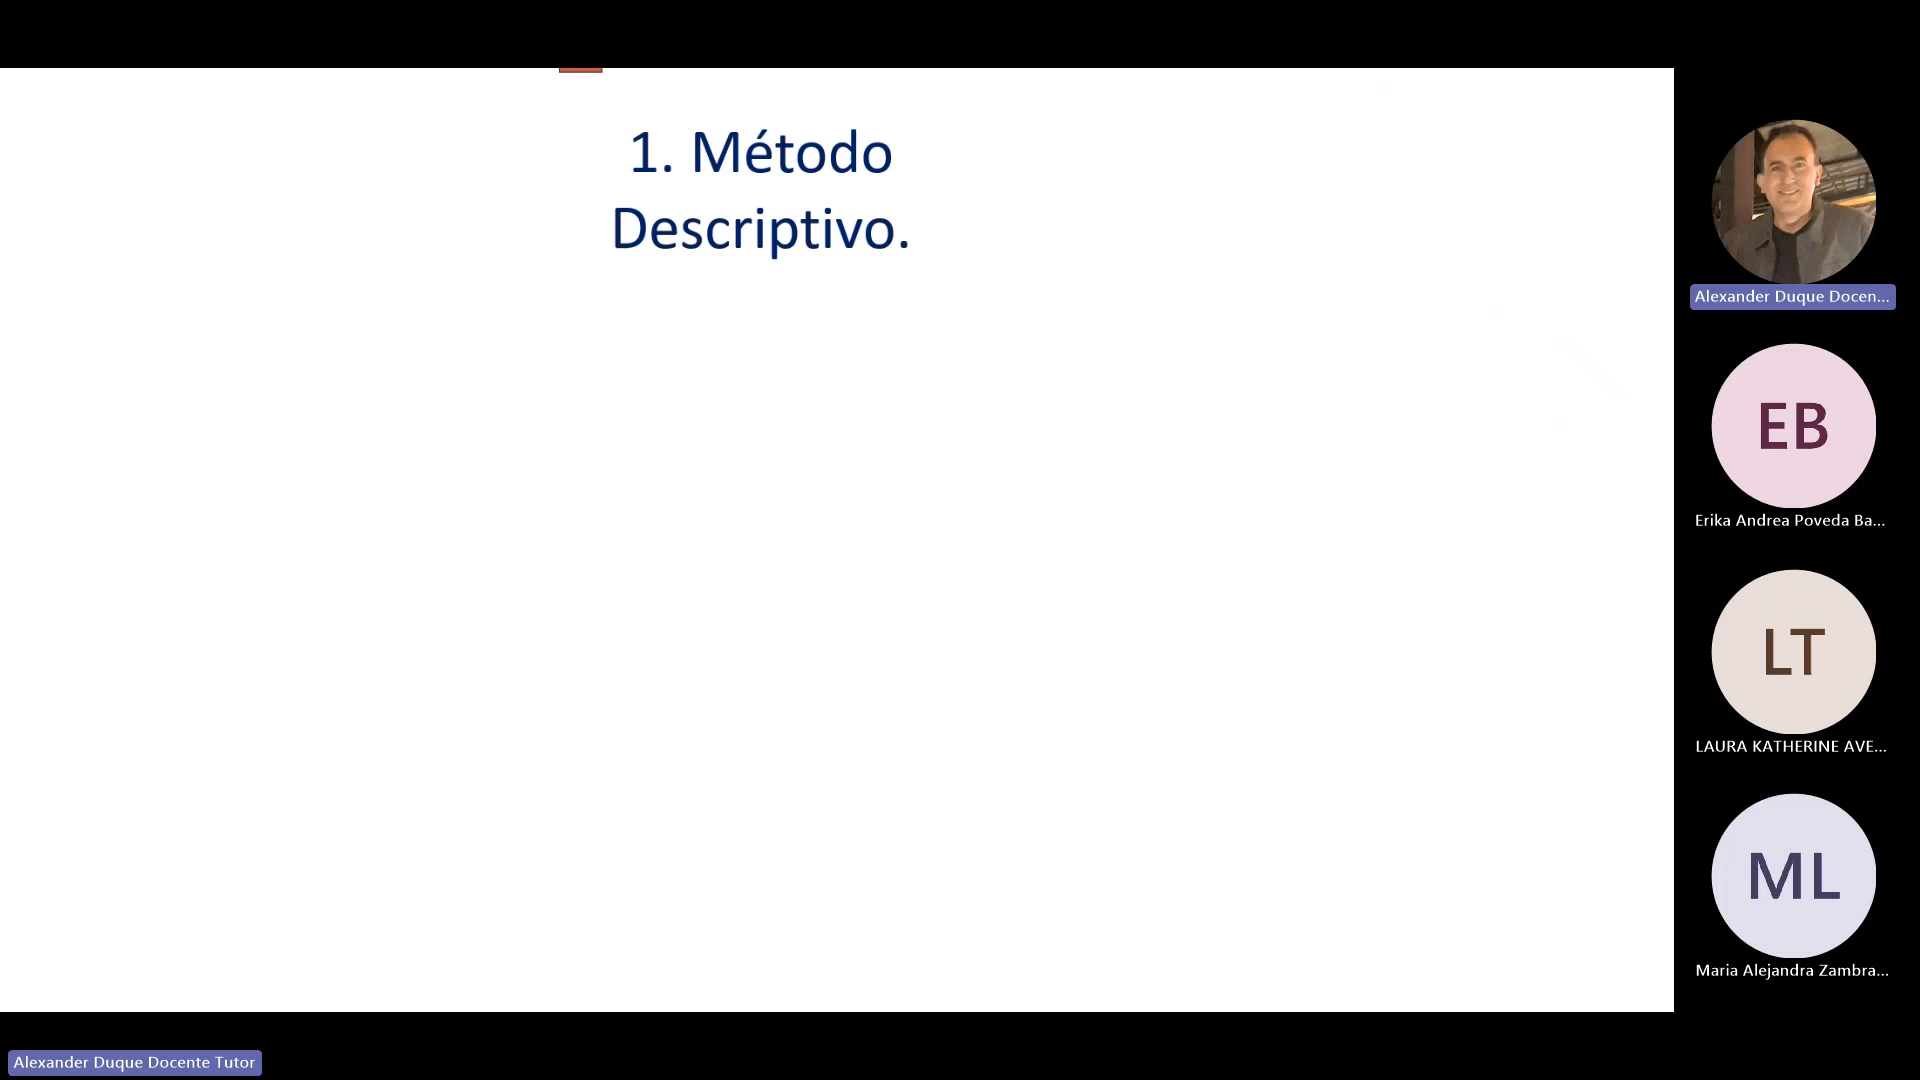 1. Método
Descriptivo.
Alexander Duque Docen...
EB
Erika Andrea Poveda Ba...
LT
LAURA KATHERINE AVE...
ML
Maria Alejandra Zambra...
Alexander Duque Docente Tutor